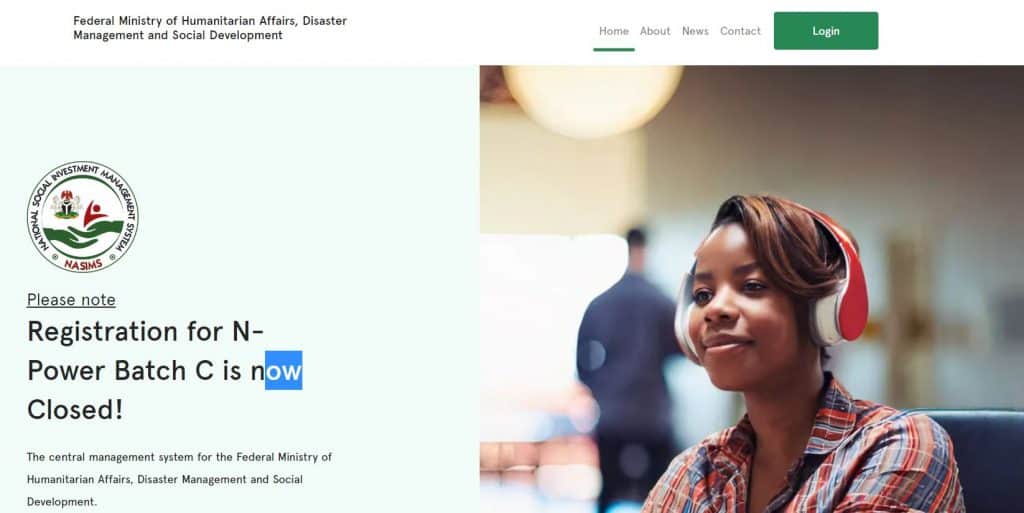 Federal Ministry of Humanitarian Affairs, Disaster
Management and Social Development
Home About News Contact Login
NATIONAL SOCIAL INVESTMENT MANAGEMENT SYSTEM
NASIMS
Please note
Registration for N-
Power Batch C is now
Closed!
The central management system for the Federal Ministry of
Humanitarian Affairs, Disaster Management and Social
Development.